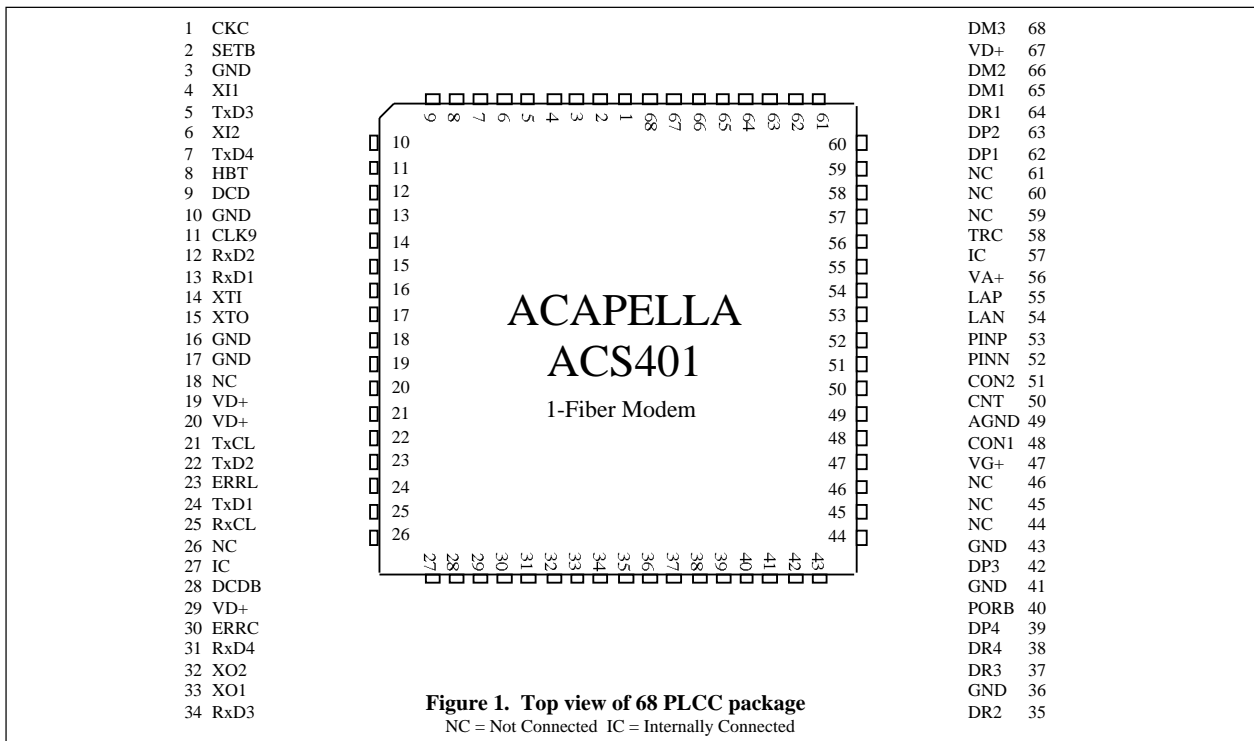 1 CKC
2 SETB
3 GND
4 XI1
5 TxD3
6 XI2
7 TxD4
8 HBT
9 DCD
10 GND
11 CLK9
12 RxD2
13 RxD1
14 XTI
15 XTO
16 GND
17 GND
18 NC
19 VD+
20 VD+
21 TxCL
22 TxD2
23 ERRL
24 TxD1
25 RxCL
26 NC
27 IC
28 DCDB
29 VD+
30 ERRC
31 RxD4
32 XO2
33 XO1
34 RxD3
9 8 7 6 5 4 3 2 1 68 67 66 65 64 63 62 61
10
11
12
13
14
15
16
17
18
19
20
21
22
23
24
25
26
ACAPELLA
ACS401
1-Fiber Modem
60
59
58
57
56
55
54
53
52
51
50
49
48
47
46
45
44
27 28 29 30 31 32 33 34 35 36 37 38 39 40 41 42 43
Figure 1. Top view of 68 PLCC package
NC = Not Connected IC = Internally Connected
DM3 68
VD+ 67
DM2 66
DM1 65
DR1 64
DP2 63
DP1 62
NC 61
NC 60
NC 59
TRC 58
IC 57
VA+ 56
LAP 55
LAN 54
PINP 53
PINN 52
CON2 51
CNT 50
AGND 49
CON1 48
VG+ 47
NC 46
NC 45
NC 44
GND 43
DP3 42
GND 41
PORB 40
DP4 39
DR4 38
DR3 37
GND 36
DR2 35